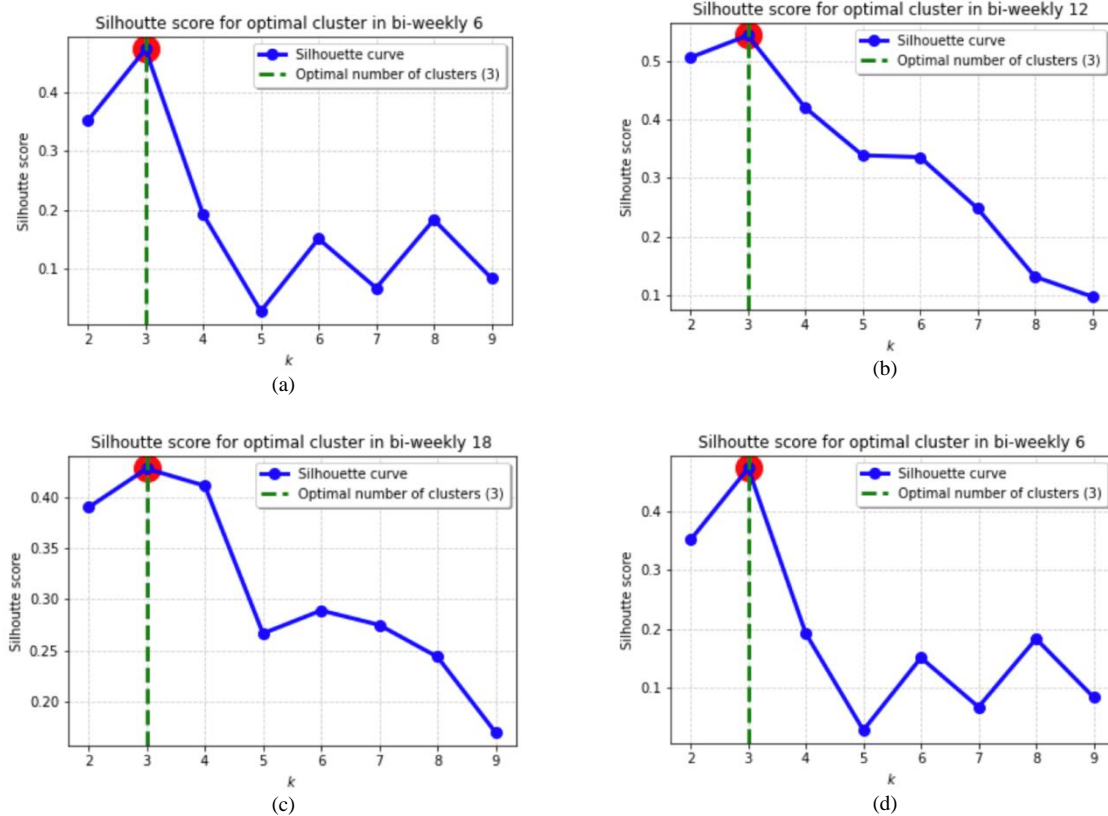 Silhoutte score for optimal cluster in bi-weekly 6
Silhouette curve
Optimal number of clusters (3)
Silhoutte score
0.4
0.3
0.2
0.1
2 3 4 5 6 7 8 9
k
(a)
Silhoutte score for optimal cluster in bi-weekly 12
Silhouette curve
Optimal number of clusters (3)
Silhoutte score
0.5
0.4
0.3
0.2
0.1
2 3 4 5 6 7 8 9
k
(b)
Silhoutte score for optimal cluster in bi-weekly 18
Silhouette curve
Optimal number of clusters (3)
Silhoutte score
0.40
0.35
0.30
0.25
0.20
2 3 4 5 6 7 8 9
k
(c)
Silhoutte score for optimal cluster in bi-weekly 6
Silhouette curve
Optimal number of clusters (3)
Silhoutte score
0.4
0.3
0.2
0.1
2 3 4 5 6 7 8 9
k
(d)